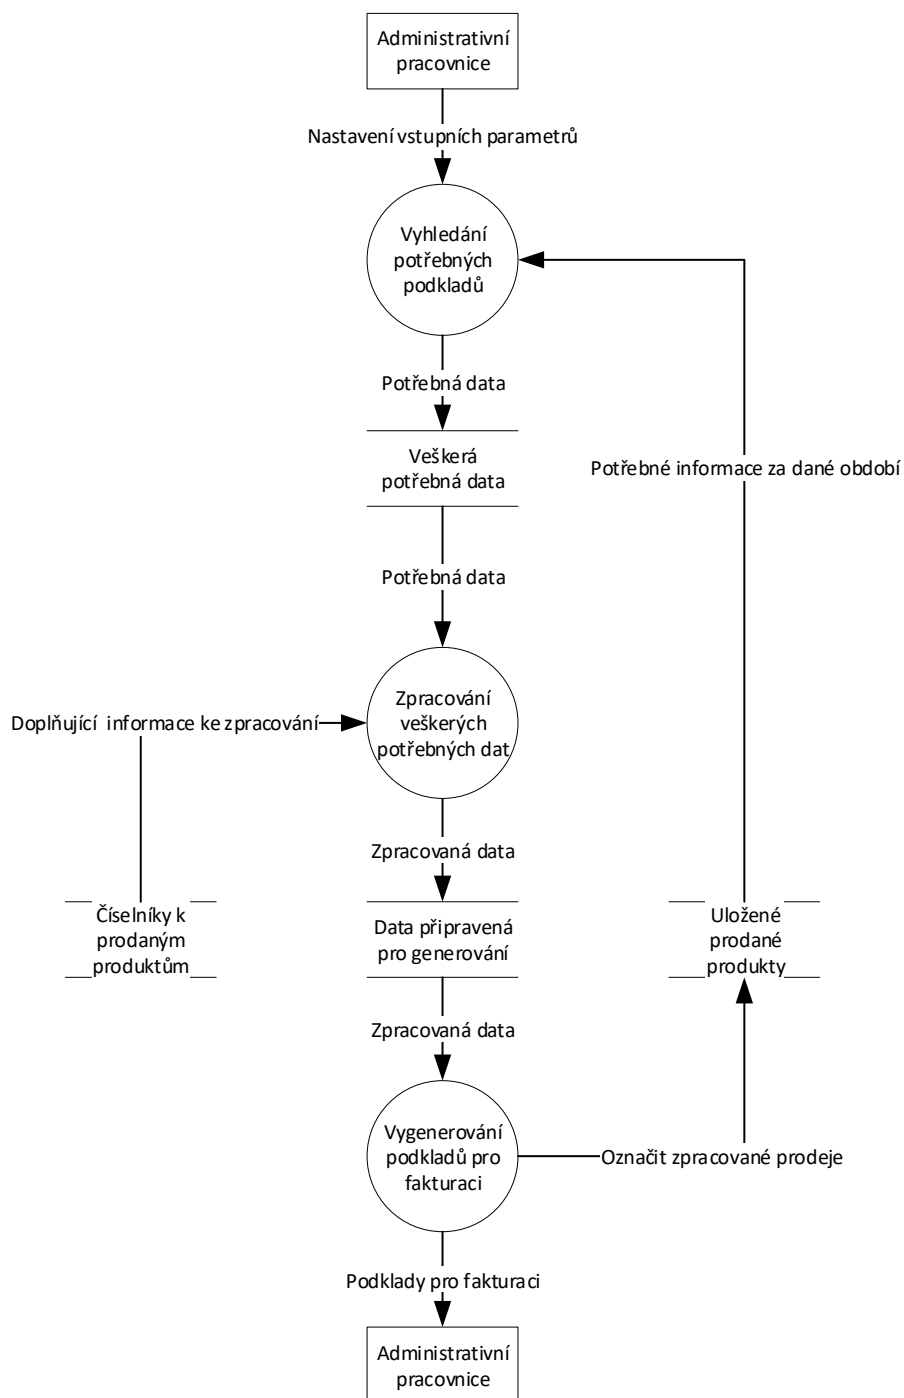 Administrativní
pracovnice
Nastavení vstupních parametrů
Vyhledání
potřebných
podkladů
Potřebná data
Veškerá
potřebná data
Potřebné informace za dané období
Potřebná data
Zpracování
veškerých
potřebných dat
Doplňující  informace ke zpracování
Zpracovaná data
Číselníky k
prodaným
produktům
Data připravená
pro generování
Uložené
prodané
produkty
Zpracovaná data
Vygenerování
podkladů pro
fakturaci
Označit zpracované prodeje
Podklady pro fakturaci
Administrativní
pracovnice